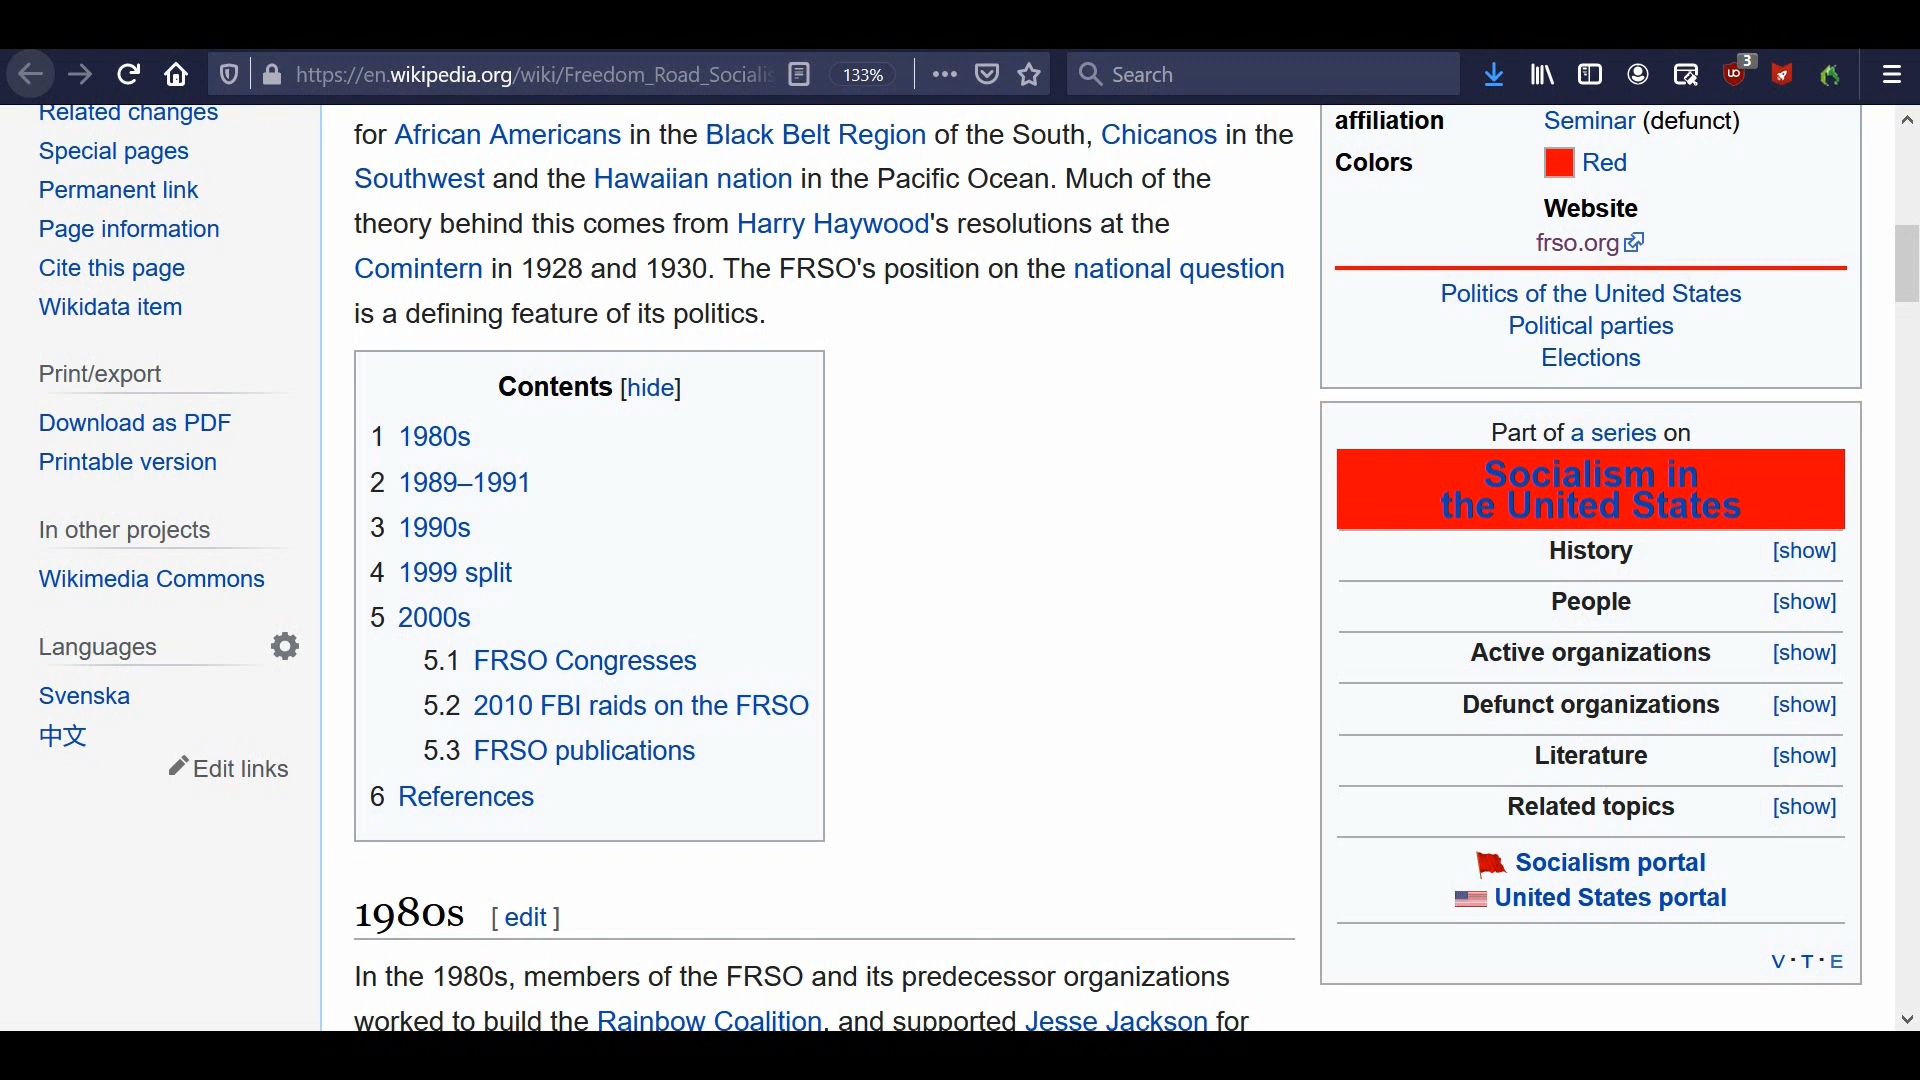 https://en.wikipedia.org/wiki/Freedom_Road_Socialis
133%
Search
3
Related changes
Special pages
Permanent link
Page information
Cite this page
Wikidata item
Print/export
Download as PDF
Printable version
In other projects
Wikimedia Commons
Languages
Svenska
中文
Edit links
for African Americans in the Black Belt Region of the South, Chicanos in the
Southwest and the Hawaiian nation in the Pacific Ocean. Much of the
theory behind this comes from Harry Haywood's resolutions at the
Comintern in 1928 and 1930. The FRSO's position on the national question
is a defining feature of its politics.
Contents [hide]
1 1980s
2 1989–1991
3 1990s
4 1999 split
5 2000s
5.1 FRSO Congresses
5.2 2010 FBI raids on the FRSO
5.3 FRSO publications
6 References
1980s [ edit ]
In the 1980s, members of the FRSO and its predecessor organizations
worked to build the Rainbow Coalition, and supported Jesse Jackson for
affiliation Seminar (defunct)
Colors Red
Website
frso.org
Politics of the United States
Political parties
Elections
Part of a series on
Socialism in
the United States
History [show]
People [show]
Active organizations [show]
Defunct organizations [show]
Literature [show]
Related topics [show]
Socialism portal
United States portal
V · T · E